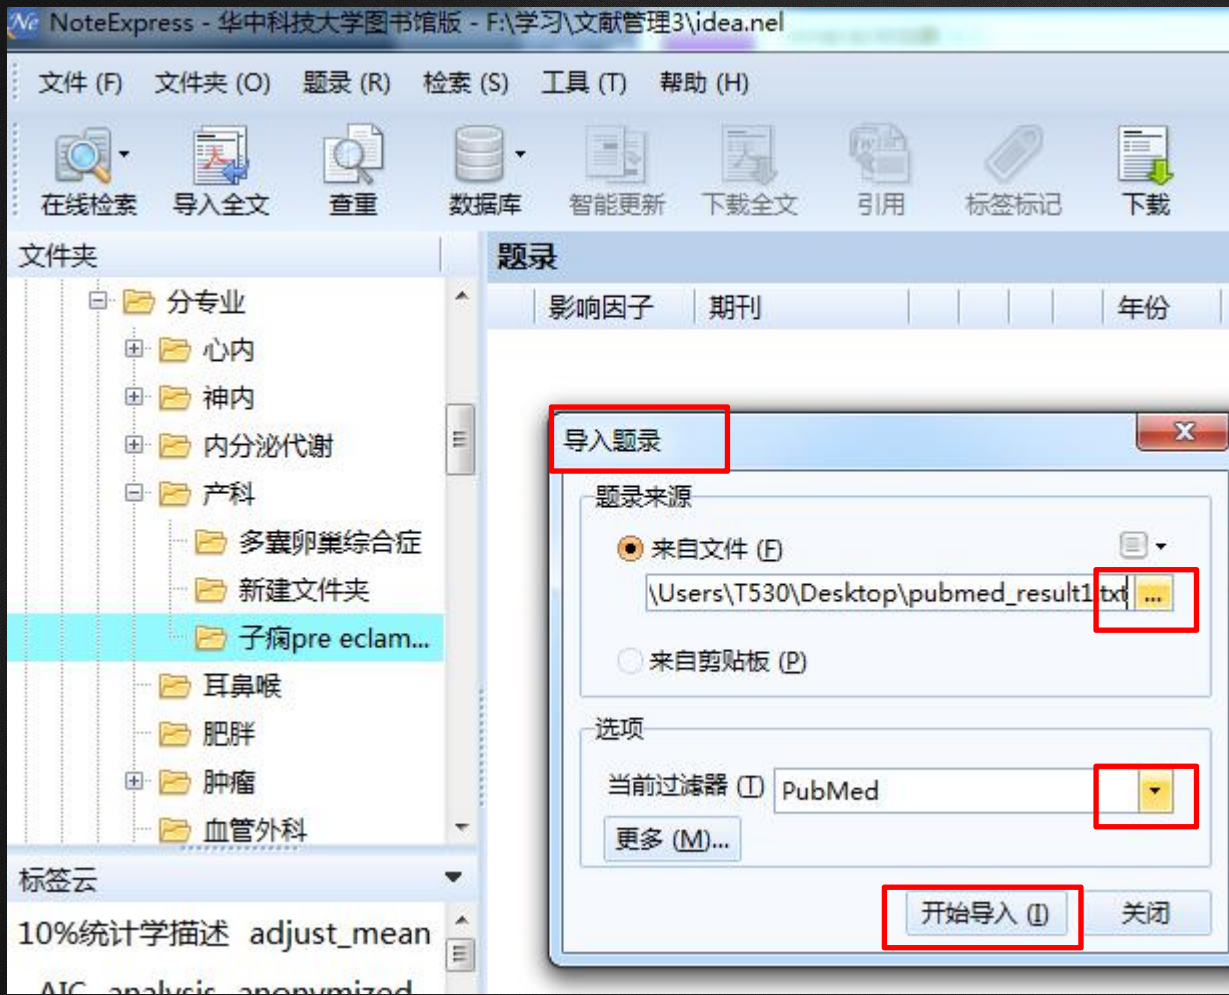 NoteExpress - 华中科技大学图书馆版 - F:\学习\文献管理3\idea.nel
文件 (F) 文件夹 (O) 题录 (R) 检索 (S) 工具 (T) 帮助 (H)
在线检索 导入全文 查重 数据库 智能更新 下载全文 引用 标签标记 下载
文件夹
题录
影响因子 期刊 年份
分专业
心内
神内
内分泌代谢
产科
多囊卵巢综合症
新建文件夹
子痫pre eclam...
耳鼻喉
肥胖
肿瘤
血管外科
标签云
10%统计学描述 adjust_mean
AIC analysis anonymized
导入题录
题录来源
来自文件 (F)
\Users\T530\Desktop\pubmed_result1.txt ...
来自剪贴板 (P)
选项
当前过滤器 (T) PubMed
更多 (M)...
开始导入 (I) 关闭